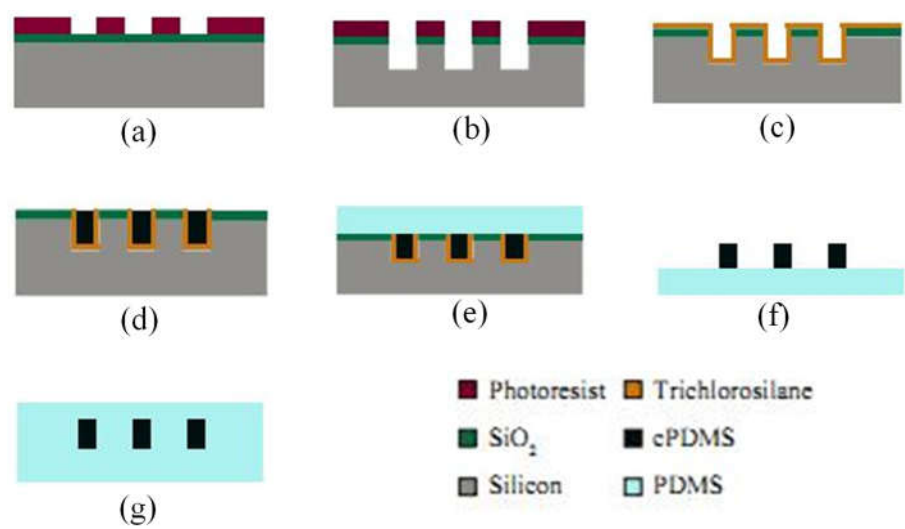 (a)
(b)
(c)
(d)
(e)
(f)
(g)
Photoresist
Trichlorosilane
SiO₂
cPDMS
Silicon
PDMS